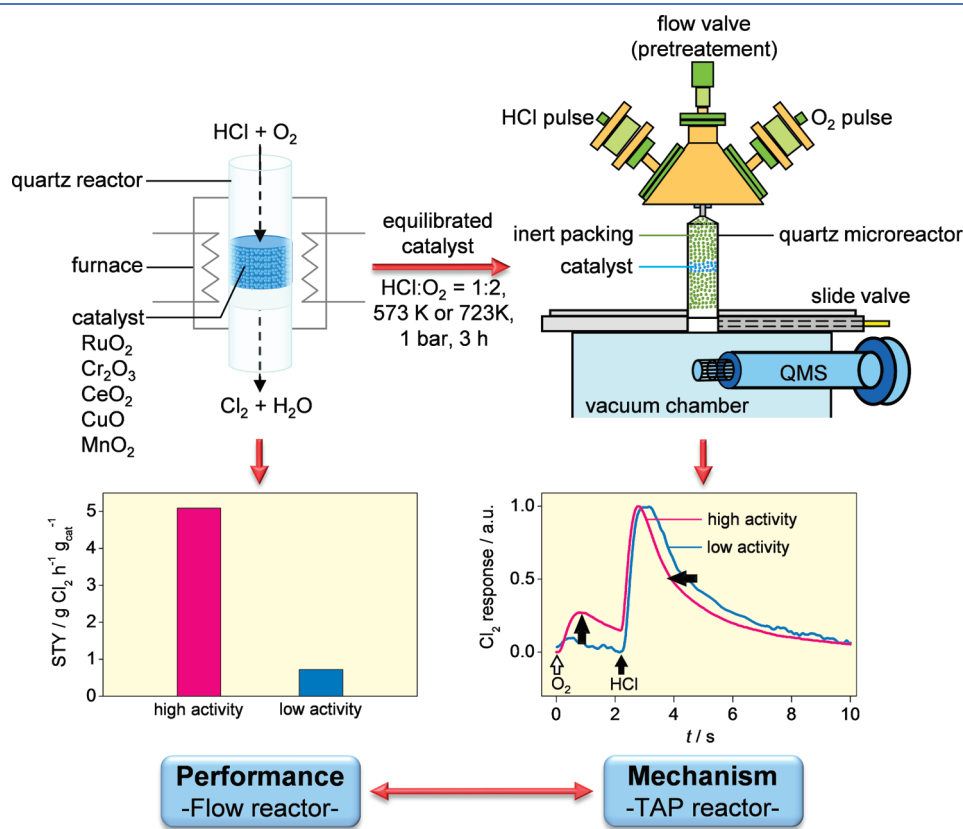 flow valve
(pretreatement)
HCl pulse
O₂ pulse
HCl + O₂
quartz reactor
furnace
catalyst
RuO₂
Cr₂O₃
CeO₂
CuO
MnO₂
Cl₂ + H₂O
equilibrated
catalyst
HCl:O₂ = 1:2,
573 K or 723K,
1 bar, 3 h
inert packing
catalyst
quartz microreactor
slide valve
QMS
vacuum chamber
STY / g Cl₂ h⁻¹ g_cat⁻¹
5
4
3
2
1
0
high activity
low activity
Cl₂ response / a.u.
1.0
0.5
0.0
high activity
low activity
O₂
HCl
0 2 4 6 8 10
t / s
Performance
-Flow reactor-
Mechanism
-TAP reactor-